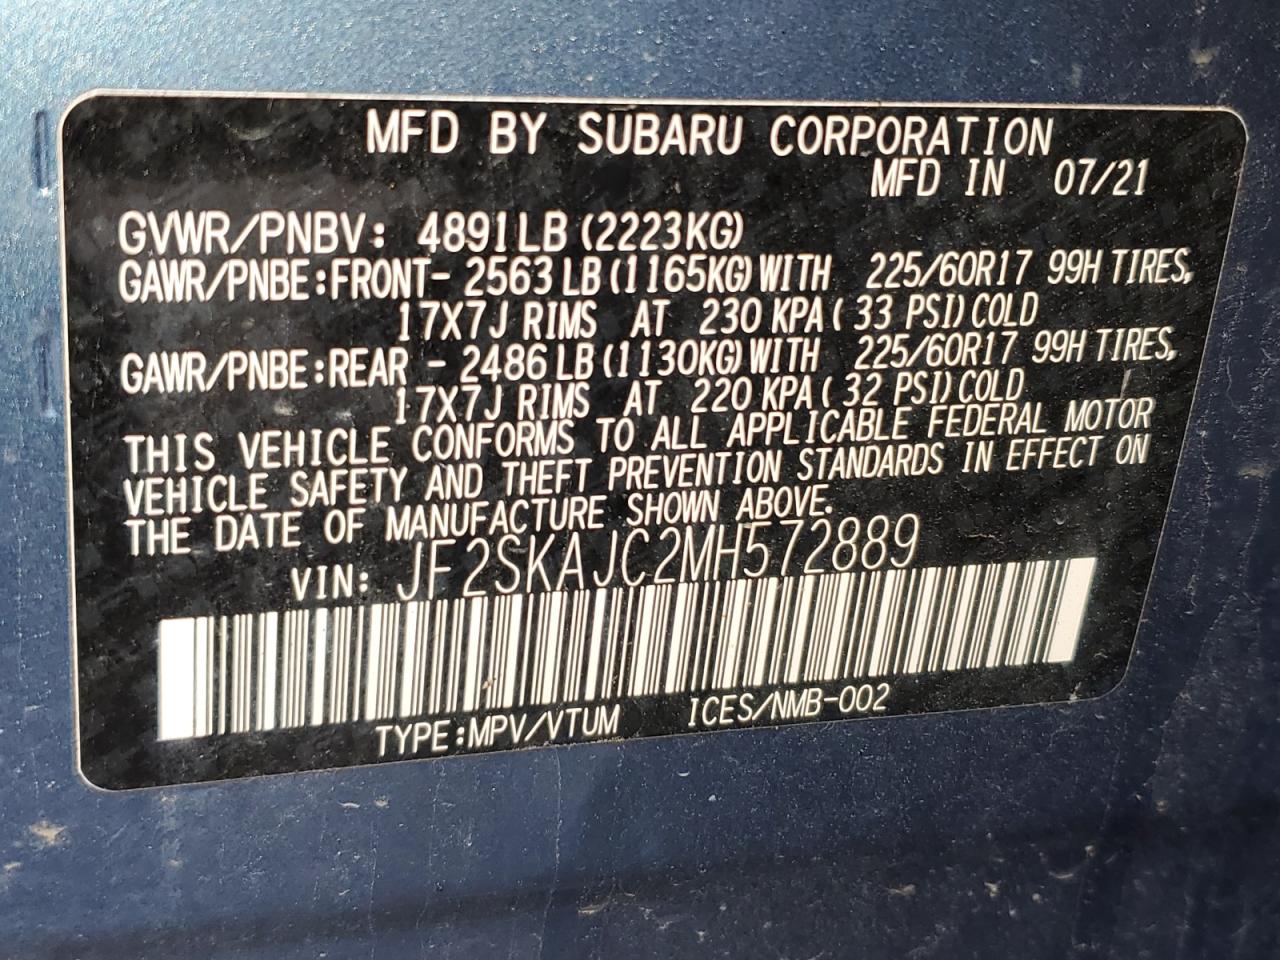 MFD BY SUBARU CORPORATION
MFD IN 07/21
GVWR/PNBV: 4891LB (2223KG)
GAWR/PNBE:FRONT- 2563 LB (1165KG) WITH 225/60R17 99H TIRES,
17X7J RIMS AT 230 KPA ( 33 PSI) COLD
GAWR/PNBE:REAR - 2486 LB (1130KG) WITH 225/60R17 99H TIRES,
17X7J RIMS AT 220 KPA ( 32 PSI) COLD
THIS VEHICLE CONFORMS TO ALL APPLICABLE FEDERAL MOTOR
VEHICLE SAFETY AND THEFT PREVENTION STANDARDS IN EFFECT ON
THE DATE OF MANUFACTURE SHOWN ABOVE.
VIN: JF2SKAJC2MH572889
TYPE:MPV/VTUM ICES/NMB-002